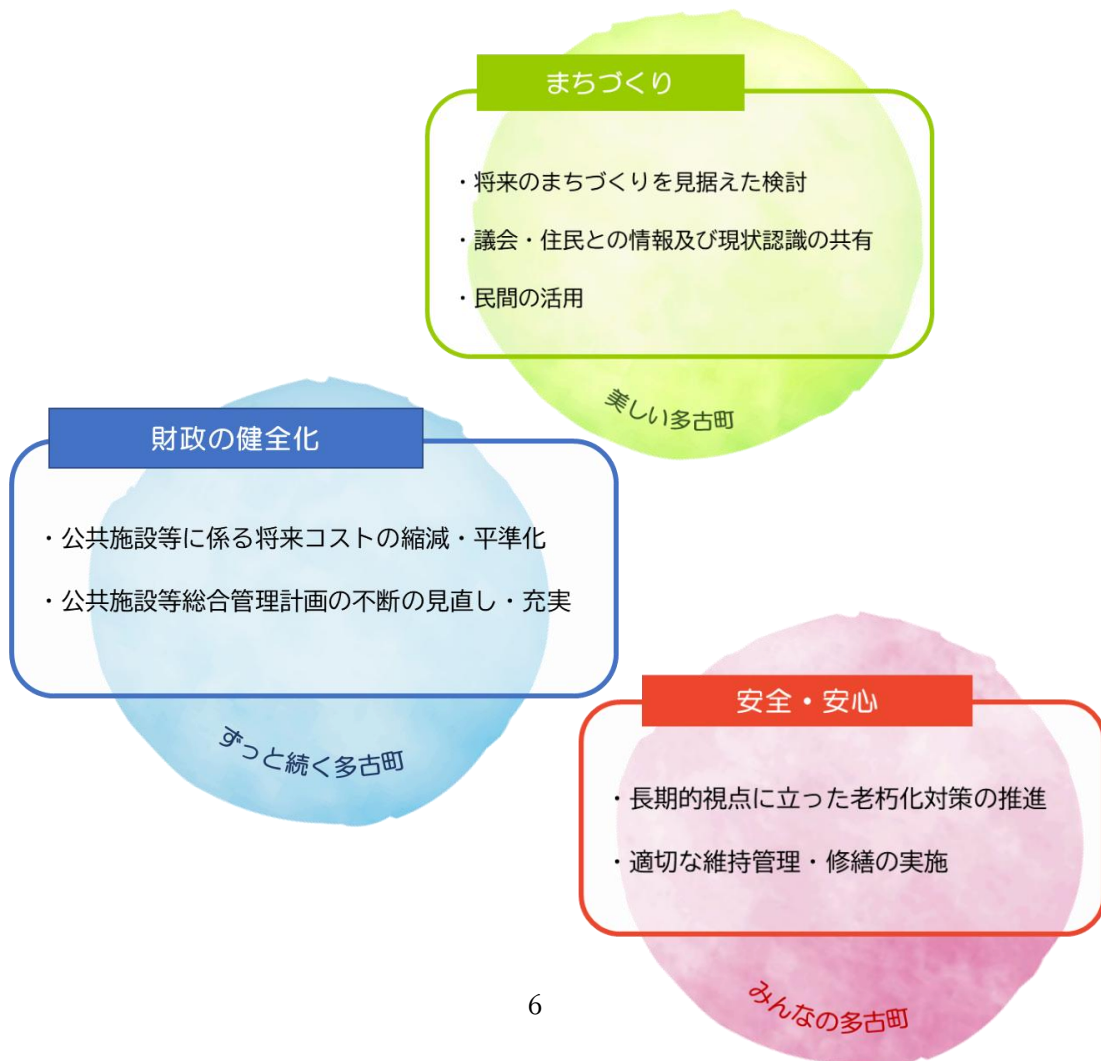 まちづくり
・将来のまちづくりを見据えた検討
・議会・住民との情報及び現状認識の共有
・民間の活用
美しい多古町
財政の健全化
・公共施設等に係る将来コストの縮減・平準化
・公共施設等総合管理計画の不断の見直し・充実
ずっと続く多古町
安全・安心
・長期的視点に立った老朽化対策の推進
・適切な維持管理・修繕の実施
みんなの多古町
6